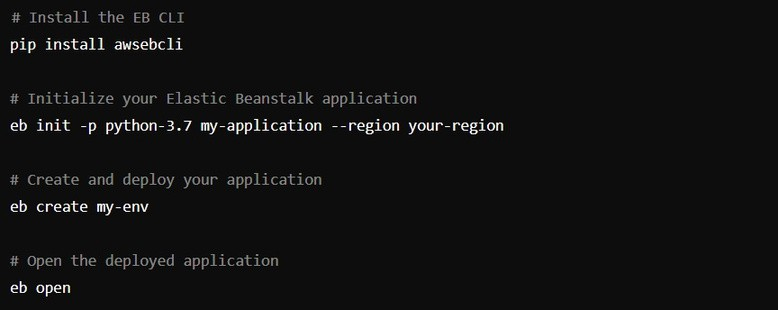 # Install the EB CLI
pip install awsebcli
# Initialize your Elastic Beanstalk application
eb init -p python-3.7 my-application --region your-region
# Create and deploy your application
eb create my-env
# Open the deployed application
eb open